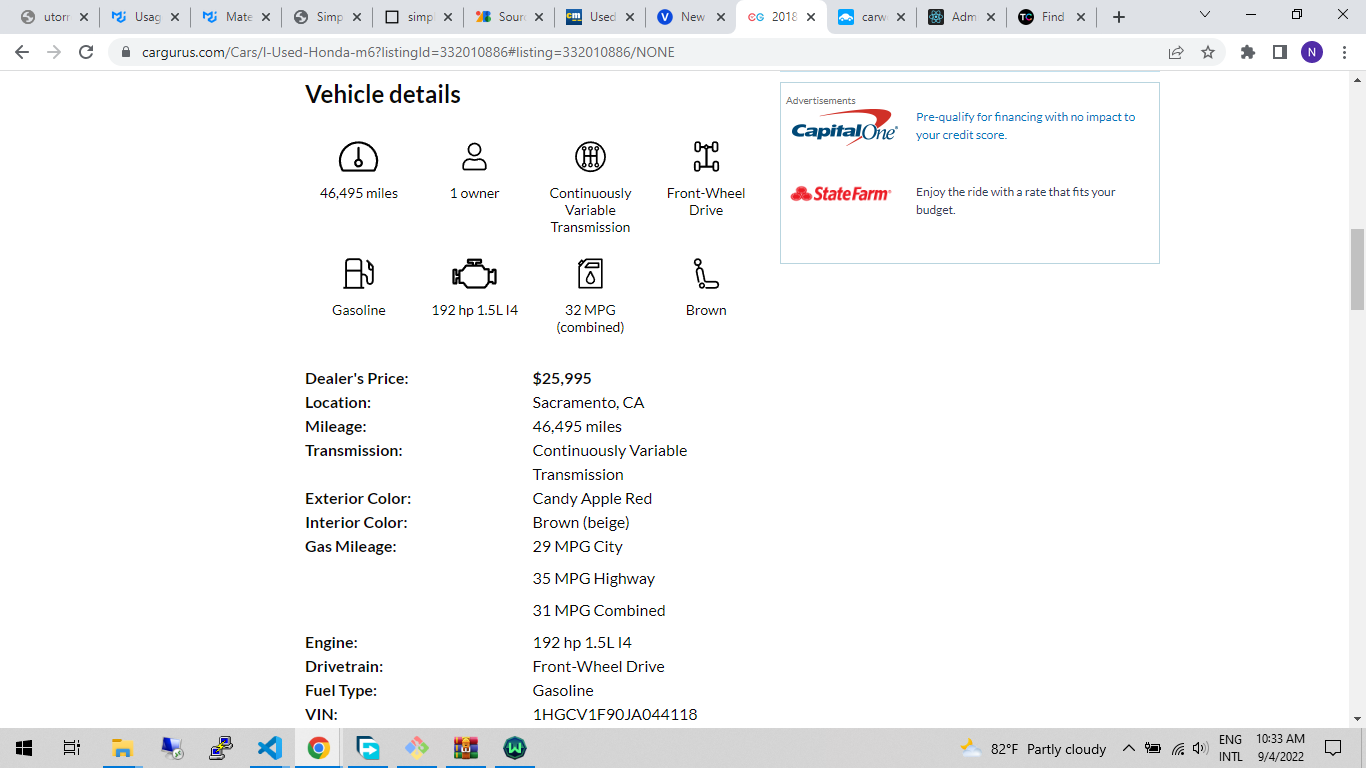 utorr
Usag
Mate
Simp
simpl
Sourc
Used
New
2018
carw
Adm
Find
cargurus.com/Cars/l-Used-Honda-m6?listingId=332010886#listing=332010886/NONE
N
Vehicle details
46,495 miles
1 owner
Continuously
Variable
Transmission
Front-Wheel
Drive
Gasoline
192 hp 1.5L I4
32 MPG
(combined)
Brown
Advertisements
CapitalOne
Pre-qualify for financing with no impact to
your credit score.
StateFarm
Enjoy the ride with a rate that fits your
budget.
Dealer's Price: $25,995
Location: Sacramento, CA
Mileage: 46,495 miles
Transmission: Continuously Variable
Transmission
Exterior Color: Candy Apple Red
Interior Color: Brown (beige)
Gas Mileage: 29 MPG City
35 MPG Highway
31 MPG Combined
Engine: 192 hp 1.5L I4
Drivetrain: Front-Wheel Drive
Fuel Type: Gasoline
VIN: 1HGCV1F90JA044118
82°F Partly cloudy
ENG
INTL
10:33 AM
9/4/2022